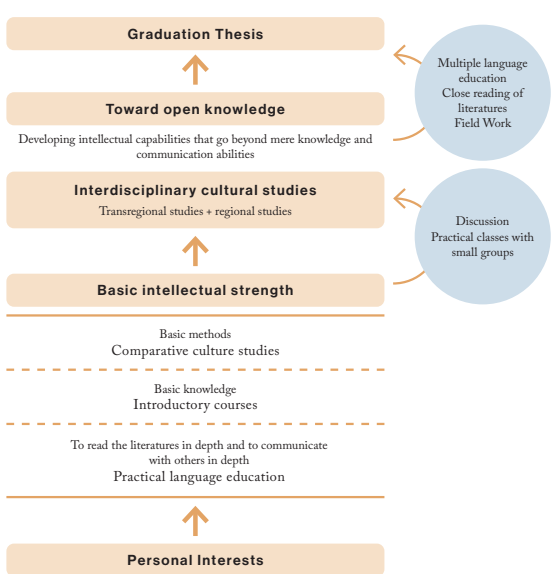 Graduation Thesis
Multiple language
education
Close reading of
literatures
Field Work
Toward open knowledge
Developing intellectual capabilities that go beyond mere knowledge and
communication abilities
Interdisciplinary cultural studies
Transregional studies + regional studies
Discussion
Practical classes with
small groups
Basic intellectual strength
Basic methods
Comparative culture studies
Basic knowledge
Introductory courses
To read the literatures in depth and to communicate
with others in depth
Practical language education
Personal Interests